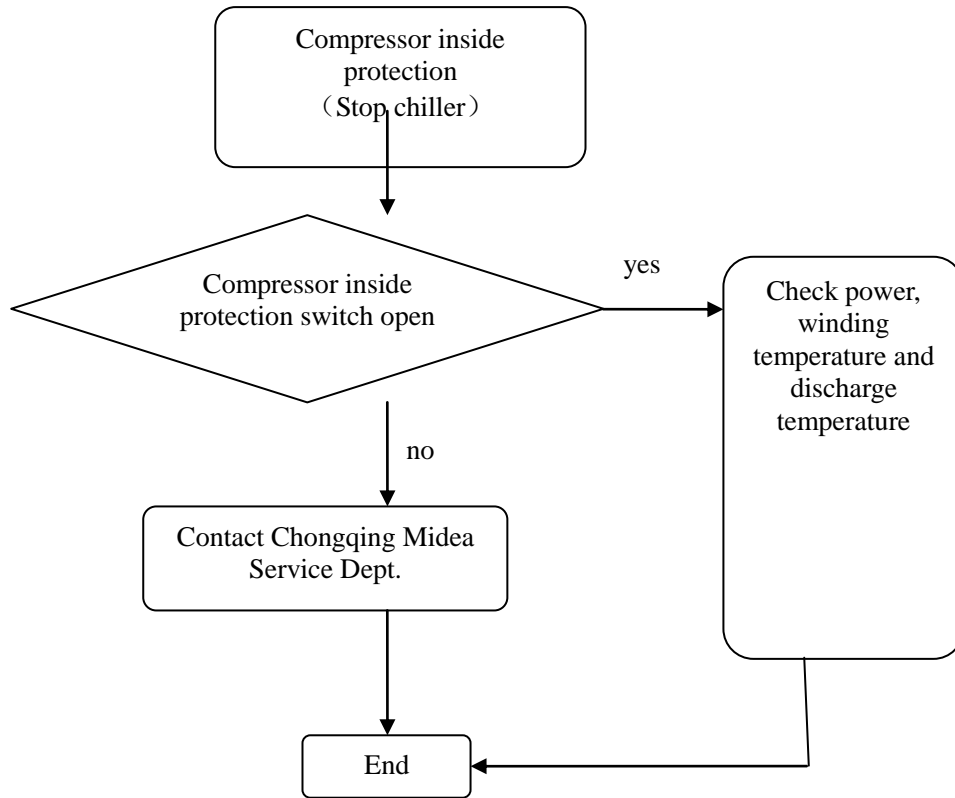 Compressor inside
protection
（Stop chiller）
Compressor inside
protection switch open
yes
Check power,
winding
temperature and
discharge
temperature
no
Contact Chongqing Midea
Service Dept.
End